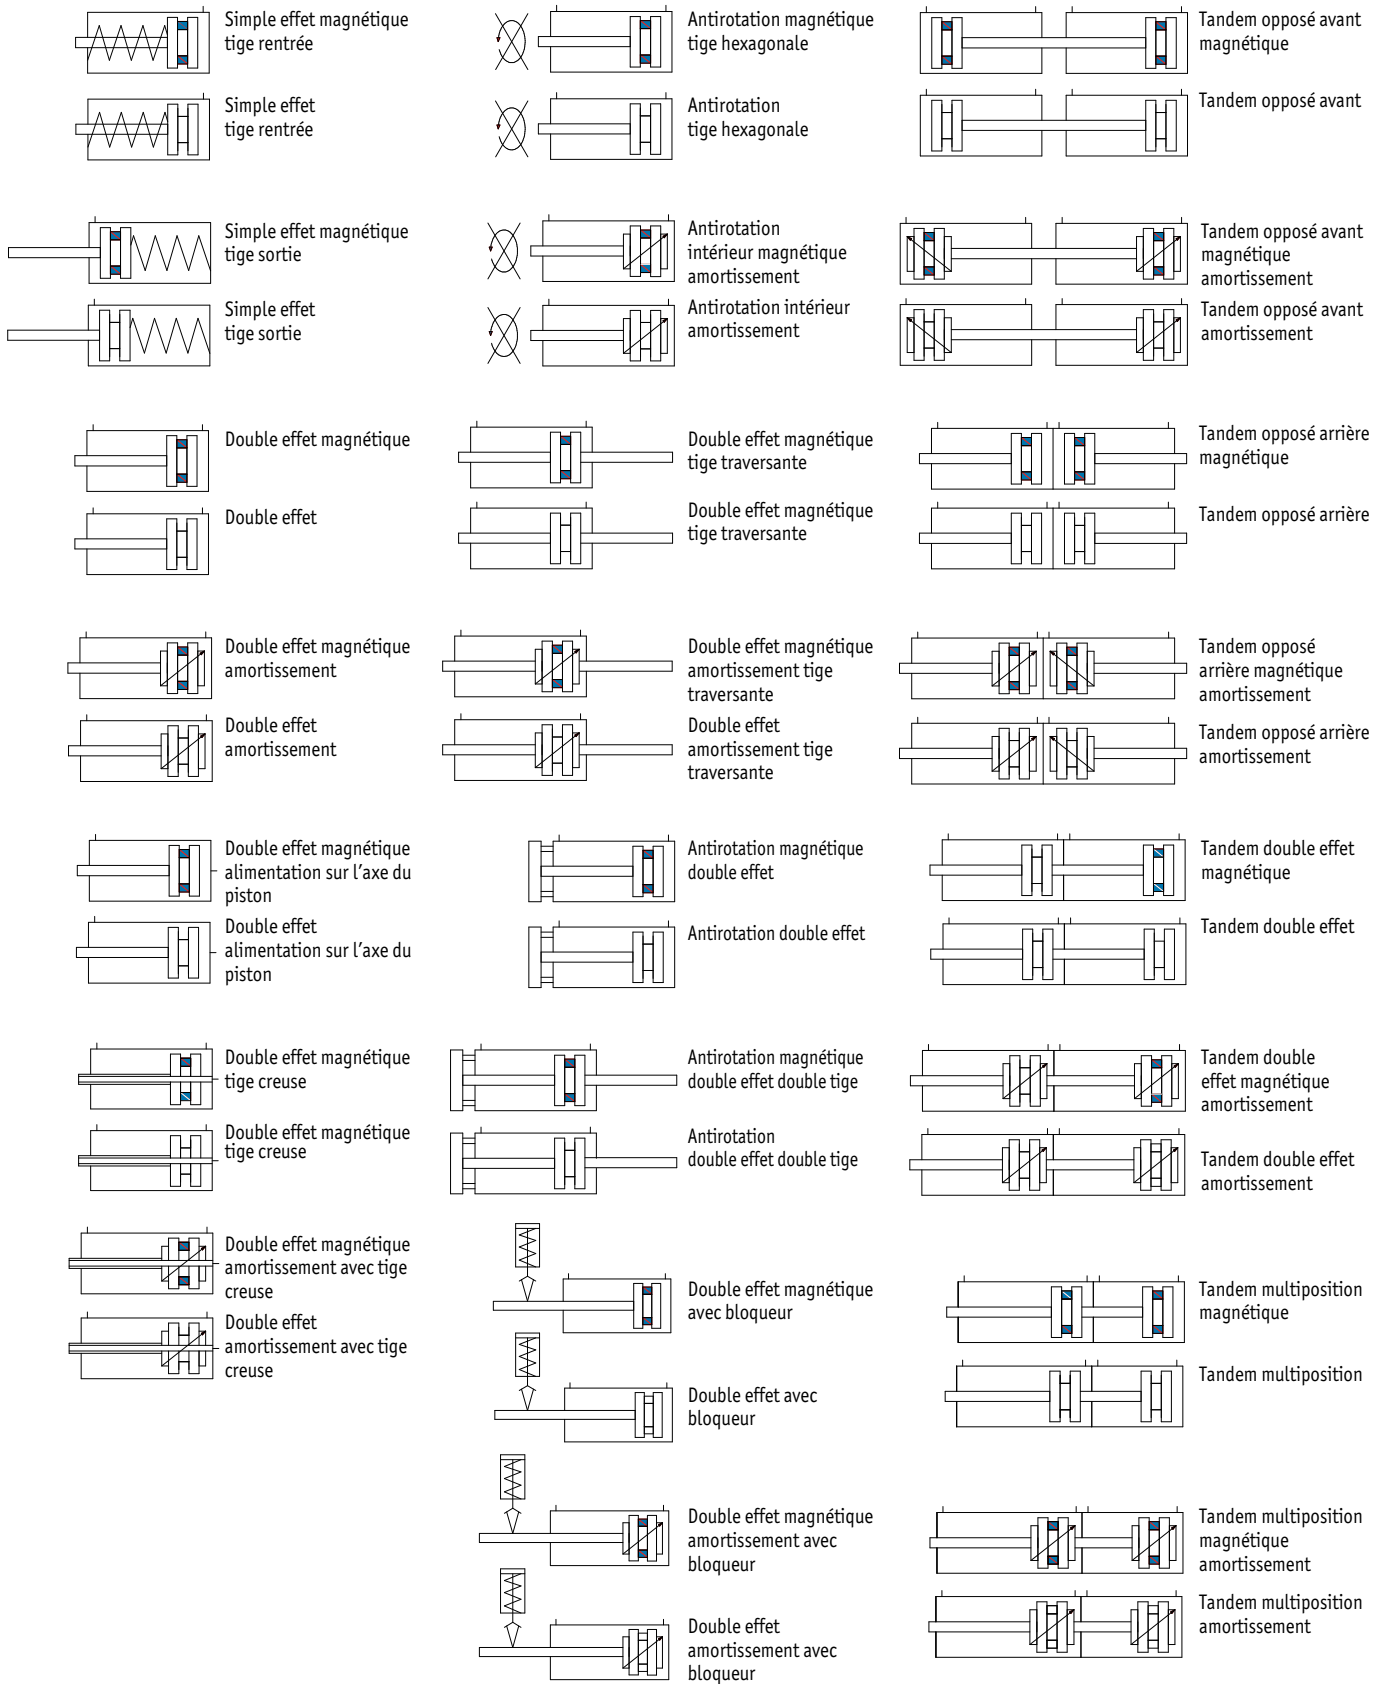 Simple effet magnétique
tige rentrée
Simple effet
tige rentrée
Simple effet magnétique
tige sortie
Simple effet
tige sortie
Double effet magnétique
Double effet
Double effet magnétique
amortissement
Double effet
amortissement
Double effet magnétique
alimentation sur l'axe du
piston
Double effet
alimentation sur l'axe du
piston
Double effet magnétique
tige creuse
Double effet magnétique
tige creuse
Double effet magnétique
amortissement avec tige
creuse
Double effet
amortissement avec tige
creuse
Antirotation magnétique
tige hexagonale
Antirotation
tige hexagonale
Antirotation
intérieur magnétique
amortissement
Antirotation intérieur
amortissement
Double effet magnétique
tige traversante
Double effet magnétique
tige traversante
Double effet magnétique
amortissement tige
traversante
Double effet
amortissement tige
traversante
Antirotation magnétique
double effet
Antirotation double effet
Antirotation magnétique
double effet double tige
Antirotation
double effet double tige
Double effet magnétique
avec bloqueur
Double effet avec
bloqueur
Double effet magnétique
amortissement avec
bloqueur
Double effet
amortissement avec
bloqueur
Tandem opposé avant
magnétique
Tandem opposé avant
Tandem opposé avant
magnétique
amortissement
Tandem opposé avant
amortissement
Tandem opposé arrière
magnétique
Tandem opposé arrière
Tandem opposé
arrière magnétique
amortissement
Tandem opposé arrière
amortissement
Tandem double effet
magnétique
Tandem double effet
Tandem double
effet magnétique
amortissement
Tandem double effet
amortissement
Tandem multiposition
magnétique
Tandem multiposition
Tandem multiposition
magnétique
amortissement
Tandem multiposition
amortissement